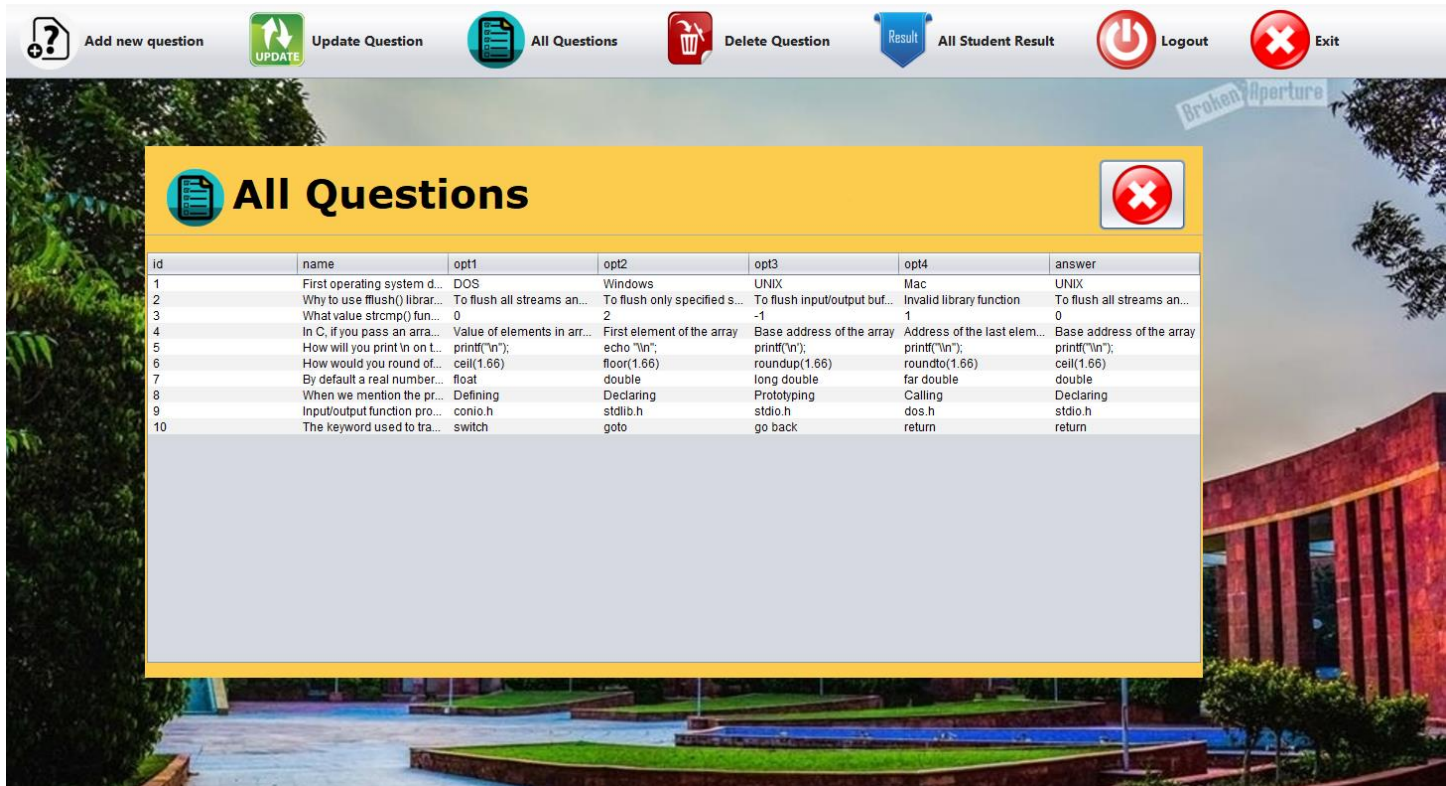 Add new question UPDATE Update Question All Questions Delete Question Result All Student Result Logout Exit
Broken Aperture
All Questions
id name opt1 opt2 opt3 opt4 answer
1 First operating system d... DOS Windows UNIX Mac UNIX
2 Why to use fflush() librar... To flush all streams an... To flush only specified s... To flush input/output buf... Invalid library function To flush all streams an...
3 What value strcmp() fun... 0 2 -1 1 0
4 In C, if you pass an arra... Value of elements in arr... First element of the array Base address of the array Address of the last elem... Base address of the array
5 How will you print \n on t... printf("\n"); echo "\\n"; printf('\n'); printf("\\n"); printf("\\n");
6 How would you round of... ceil(1.66) floor(1.66) roundup(1.66) roundto(1.66) ceil(1.66)
7 By default a real number... float double long double far double double
8 When we mention the pr... Defining Declaring Prototyping Calling Declaring
9 Input/output function pro... conio.h stdlib.h stdio.h dos.h stdio.h
10 The keyword used to tra... switch goto go back return return